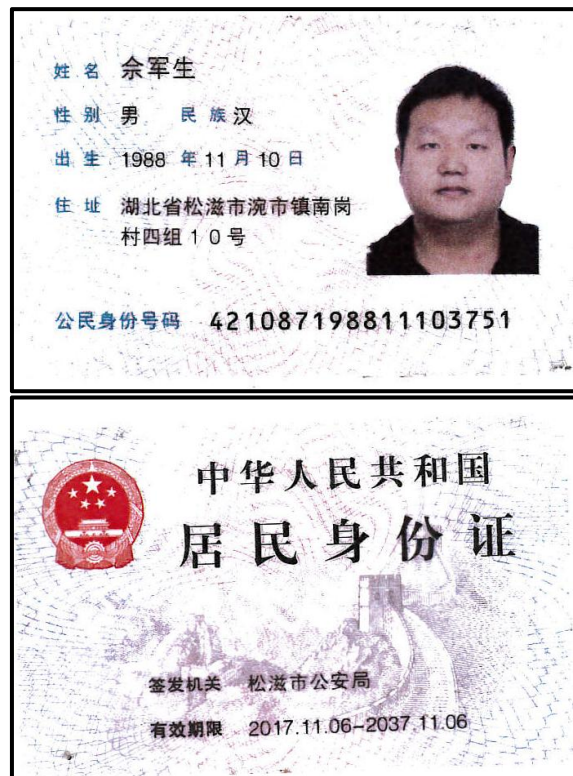 姓名 佘军生
性别 男 民族 汉
出生 1988 年 11 月 10 日
住址 湖北省松滋市涴市镇南岗
村四组10号
公民身份号码 421087198811103751
中华人民共和国
居民身份证
签发机关 松滋市公安局
有效期限 2017.11.06-2037.11.06